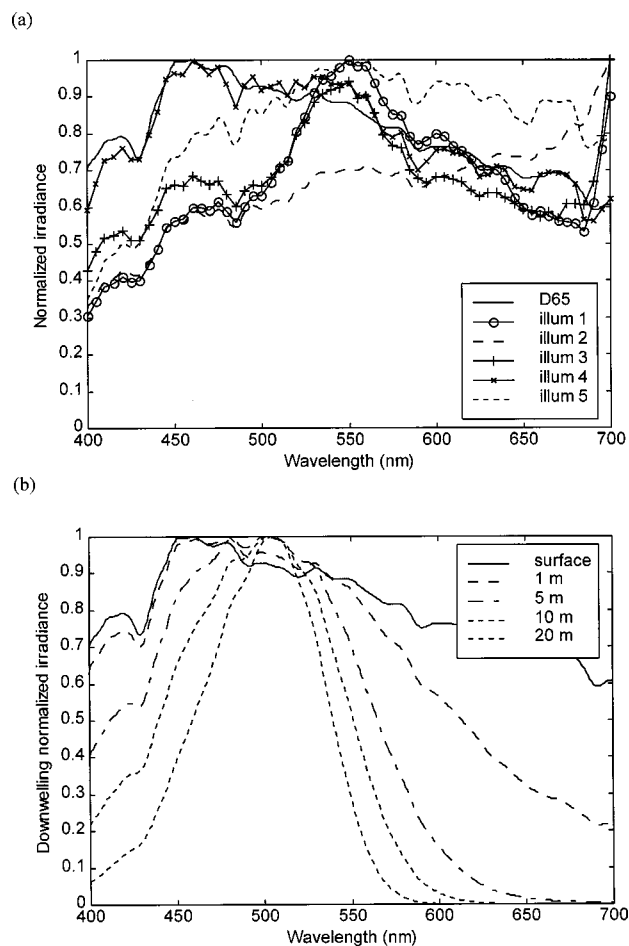 (a)
1
0.9
0.8
0.7
0.6
0.5
0.4
0.3
0.2
0.1
0
Normalized irradiance
D65
illum 1
illum 2
illum 3
illum 4
illum 5
400 450 500 550 600 650 700
Wavelength (nm)
(b)
1
0.9
0.8
0.7
0.6
0.5
0.4
0.3
0.2
0.1
0
Downwelling normalized irradiance
surface
1 m
5 m
10 m
20 m
400 450 500 550 600 650 700
Wavelength (nm)